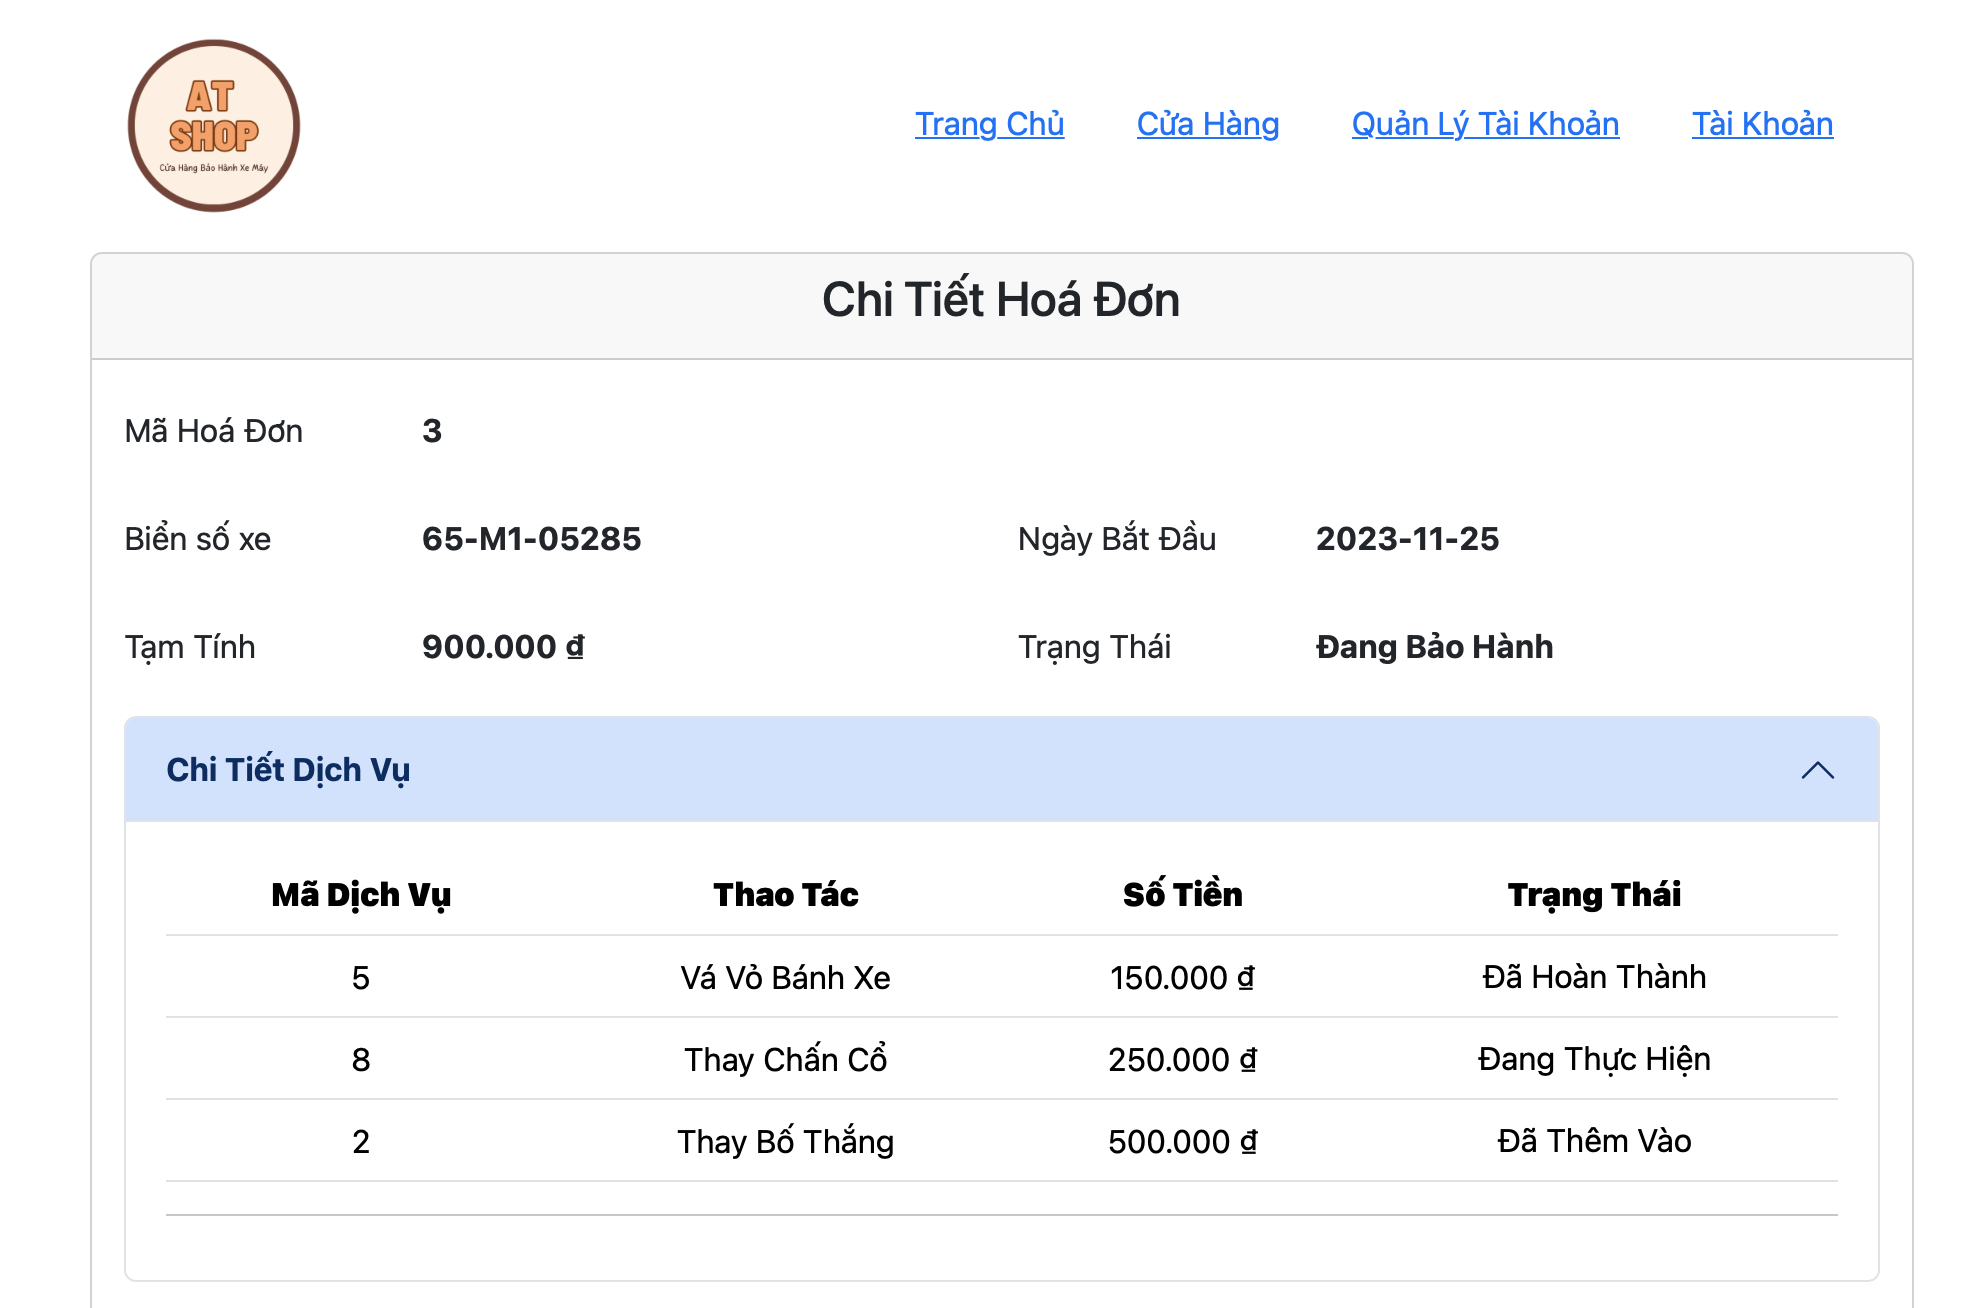 AT
SHOP
Cửa Hàng Bảo Hành Xe Máy
Trang Chủ Cửa Hàng Quản Lý Tài Khoản Tài Khoản
Chi Tiết Hoá Đơn
Mã Hoá Đơn 3
Biển số xe 65-M1-05285 Ngày Bắt Đầu 2023-11-25
Tạm Tính 900.000 ₫ Trạng Thái Đang Bảo Hành
Chi Tiết Dịch Vụ
Mã Dịch Vụ Thao Tác Số Tiền Trạng Thái
5 Vá Vỏ Bánh Xe 150.000 ₫ Đã Hoàn Thành
8 Thay Chấn Cổ 250.000 ₫ Đang Thực Hiện
2 Thay Bố Thắng 500.000 ₫ Đã Thêm Vào